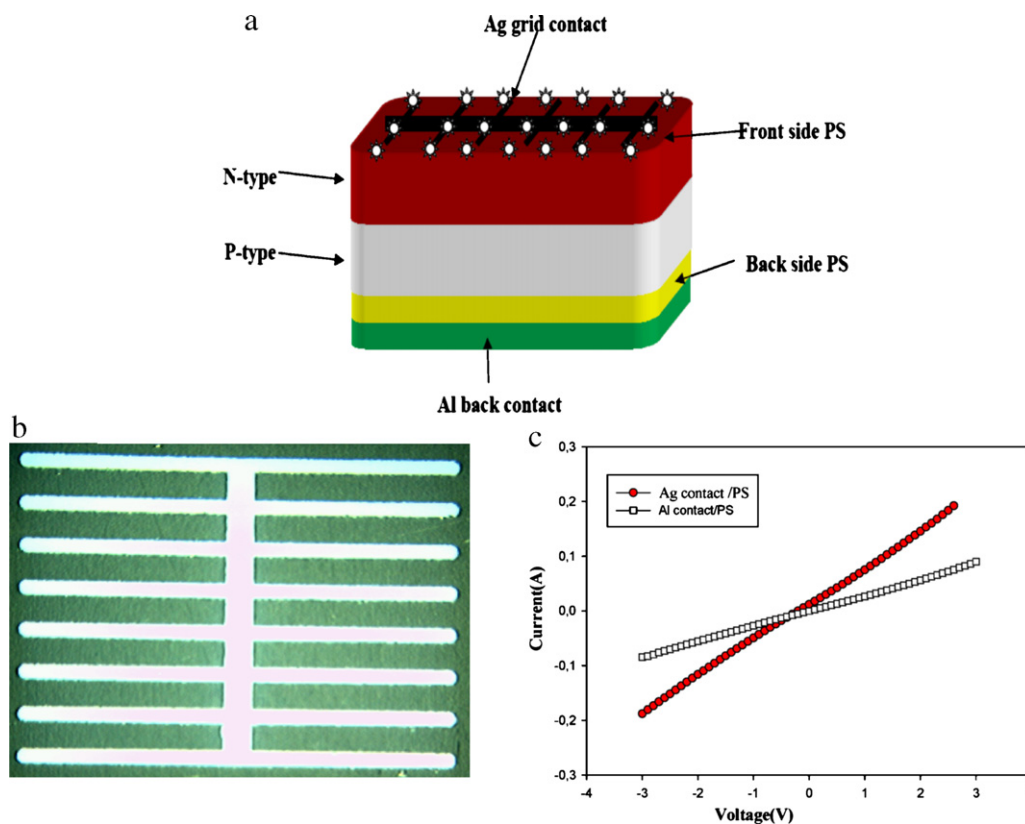 a
Ag grid contact
Front side PS
N-type
P-type
Back side PS
Al back contact
b
c
0,3
0,2
0,1
0,0
-0,1
-0,2
-0,3
Current(A)
Ag contact /PS
Al contact/PS
-4 -3 -2 -1 0 1 2 3
Voltage(V)